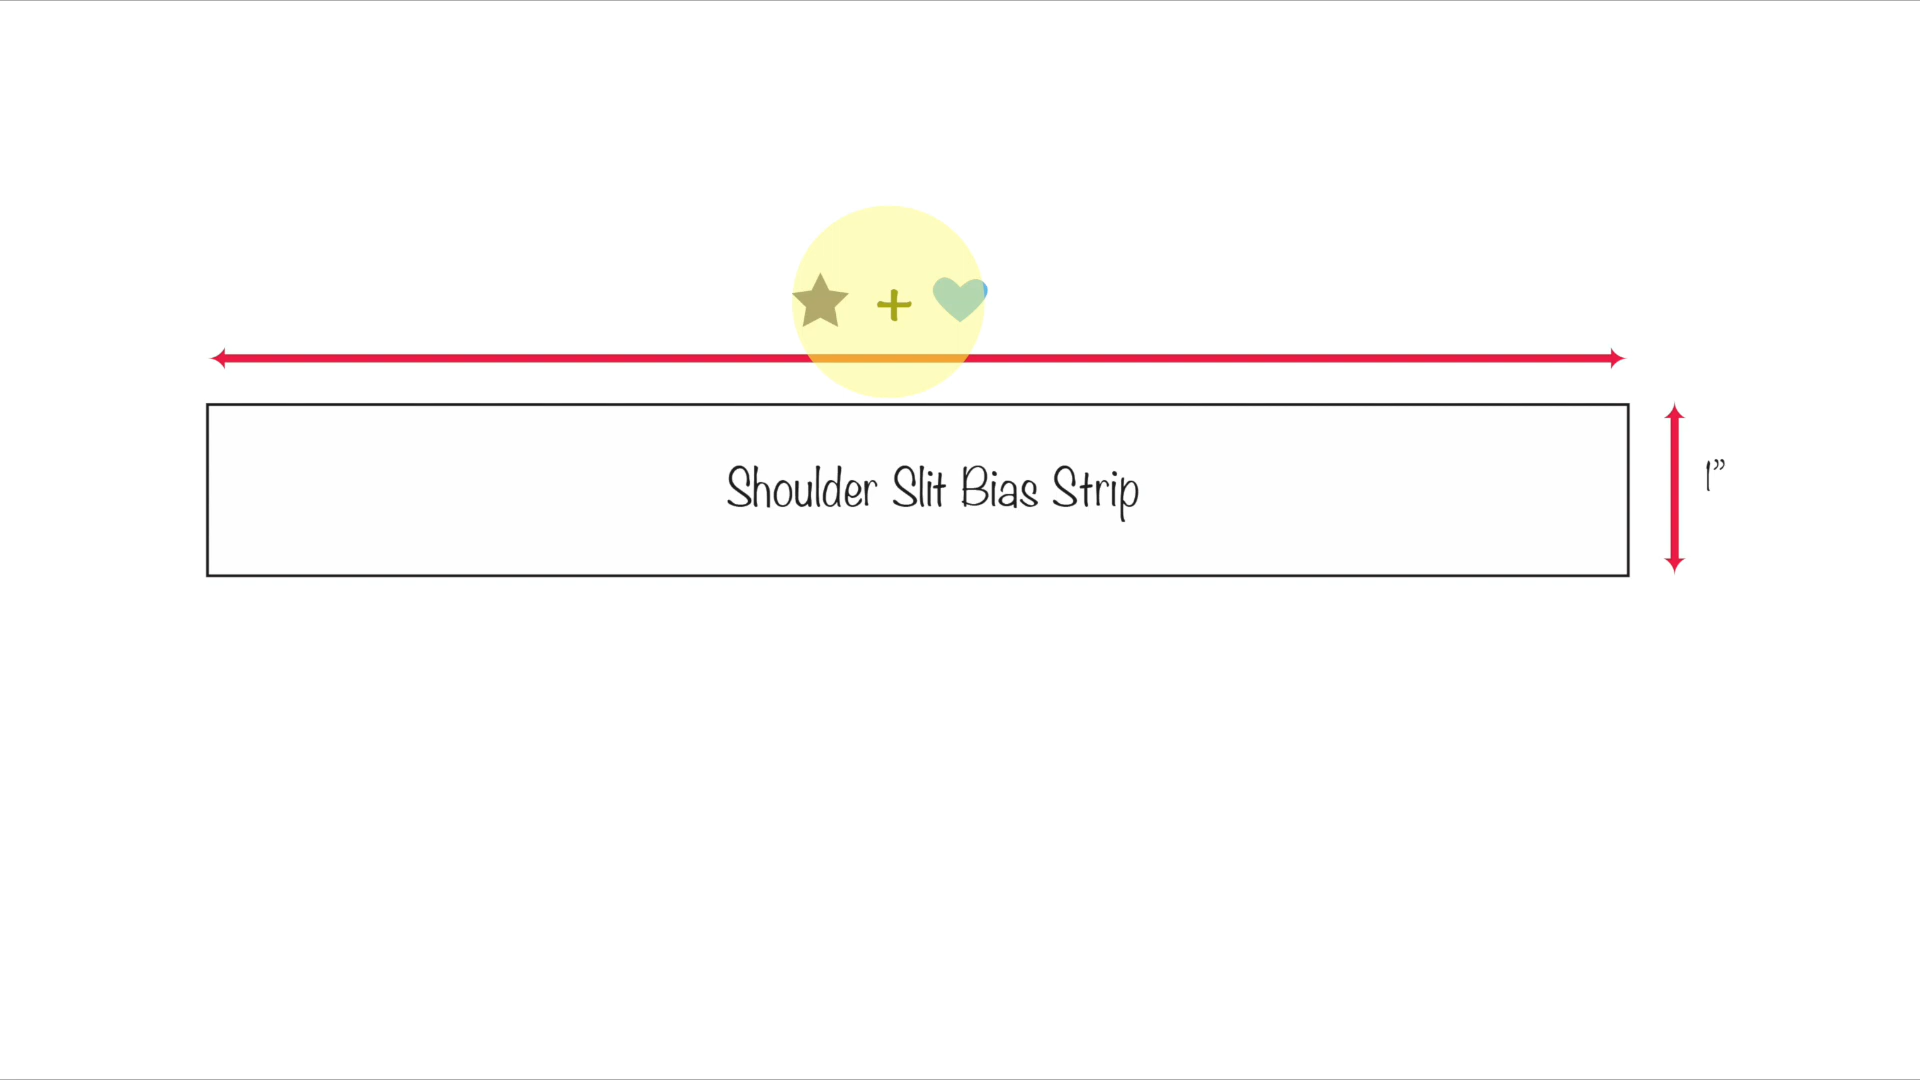 +
Shoulder Slit Bias Strip
1”